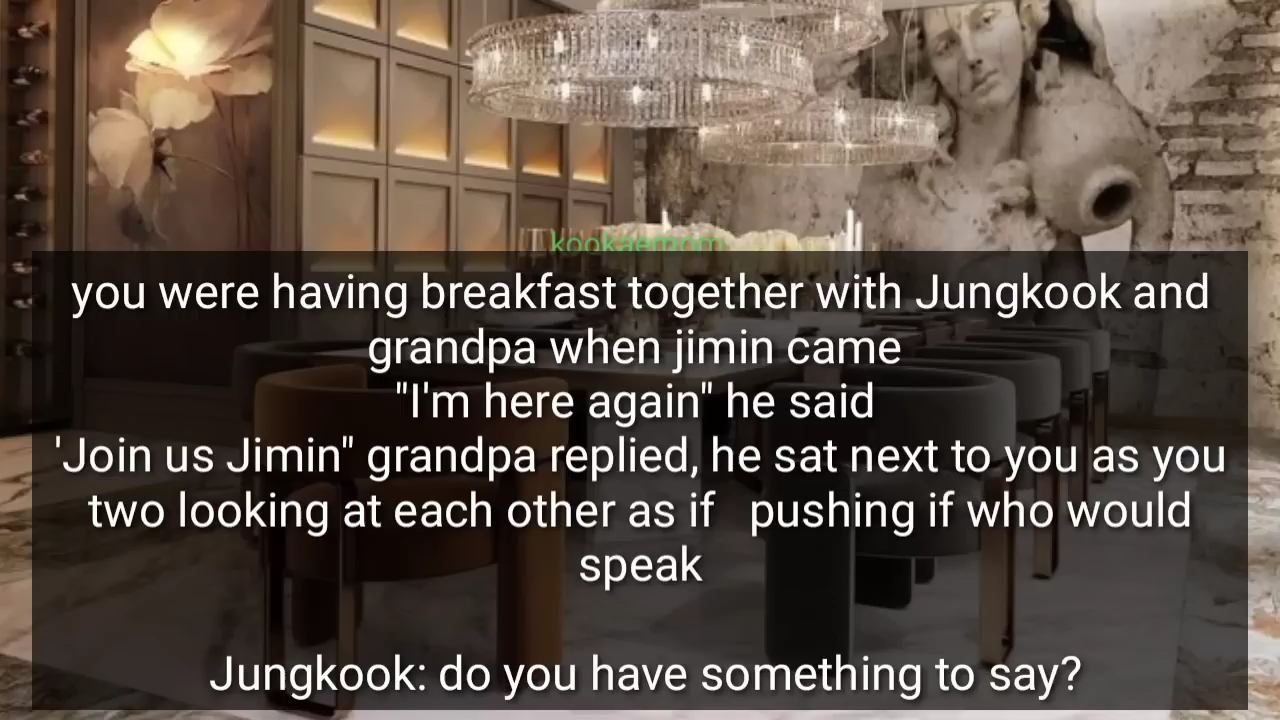 kookaemom
you were having breakfast together with Jungkook and
grandpa when jimin came
"I'm here again" he said
'Join us Jimin" grandpa replied, he sat next to you as you
two looking at each other as if   pushing if who would
speak
Jungkook: do you have something to say?